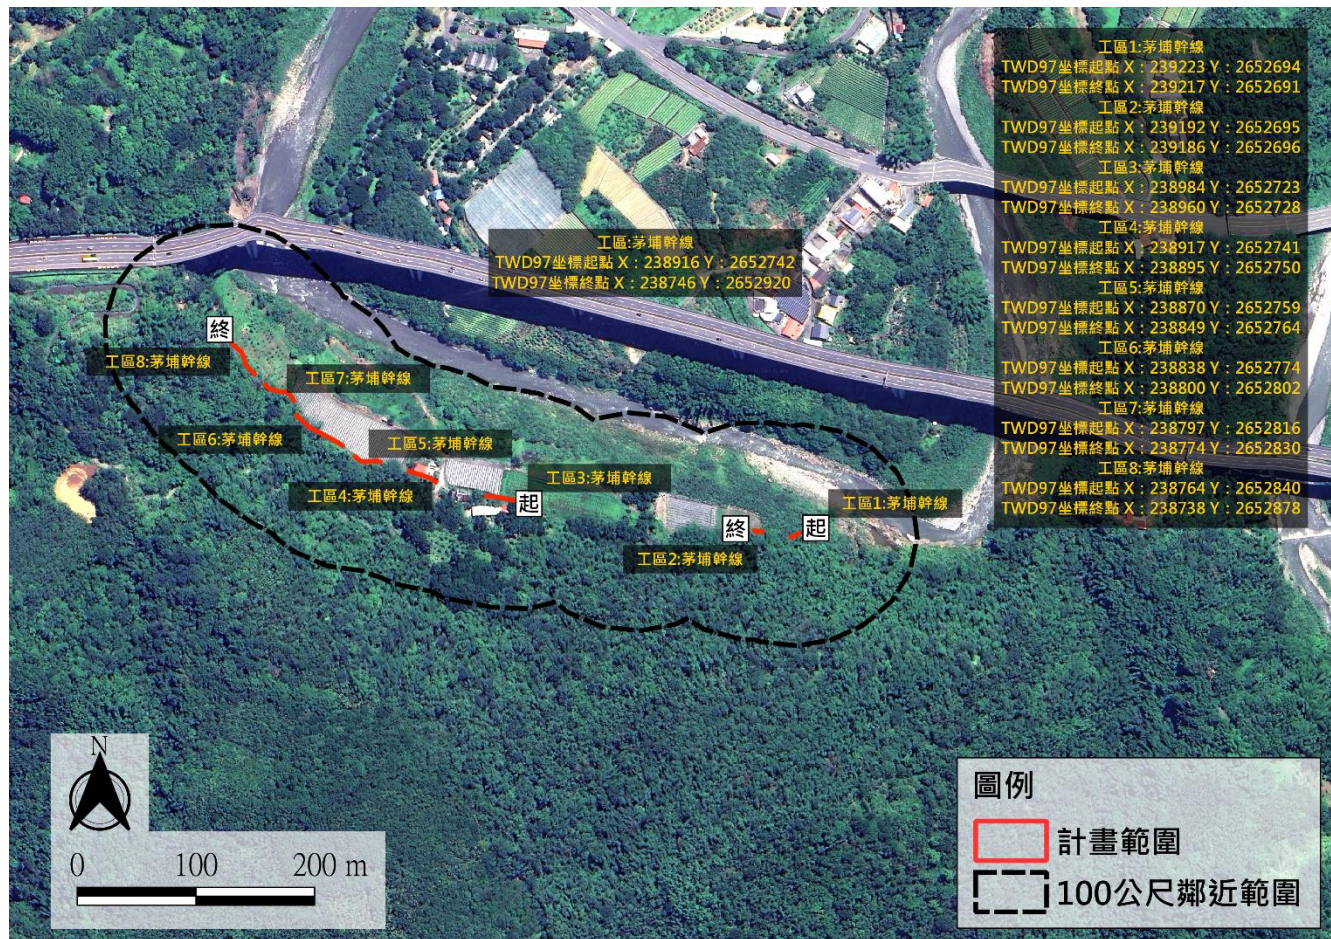 工區1:茅埔幹線
TWD97坐標起點 X：239223 Y：2652694
TWD97坐標終點 X：239217 Y：2652691
工區2:茅埔幹線
TWD97坐標起點 X：239192 Y：2652695
TWD97坐標終點 X：239186 Y：2652696
工區3:茅埔幹線
TWD97坐標起點 X：238984 Y：2652723
TWD97坐標終點 X：238960 Y：2652728
工區4:茅埔幹線
TWD97坐標起點 X：238917 Y：2652741
TWD97坐標終點 X：238895 Y：2652750
工區5:茅埔幹線
TWD97坐標起點 X：238870 Y：2652759
TWD97坐標終點 X：238849 Y：2652764
工區6:茅埔幹線
TWD97坐標起點 X：238838 Y：2652774
TWD97坐標終點 X：238800 Y：2652802
工區7:茅埔幹線
TWD97坐標起點 X：238797 Y：2652816
TWD97坐標終點 X：238774 Y：2652830
工區8:茅埔幹線
TWD97坐標起點 X：238764 Y：2652840
TWD97坐標終點 X：238738 Y：2652878
工區:茅埔幹線
TWD97坐標起點 X：238916 Y：2652742
TWD97坐標終點 X：238746 Y：2652920
終
工區8:茅埔幹線
工區7:茅埔幹線
工區6:茅埔幹線
工區5:茅埔幹線
工區3:茅埔幹線
工區4:茅埔幹線
起
工區1:茅埔幹線
終
起
工區2:茅埔幹線
N
0 100 200 m
圖例
計畫範圍
100公尺鄰近範圍